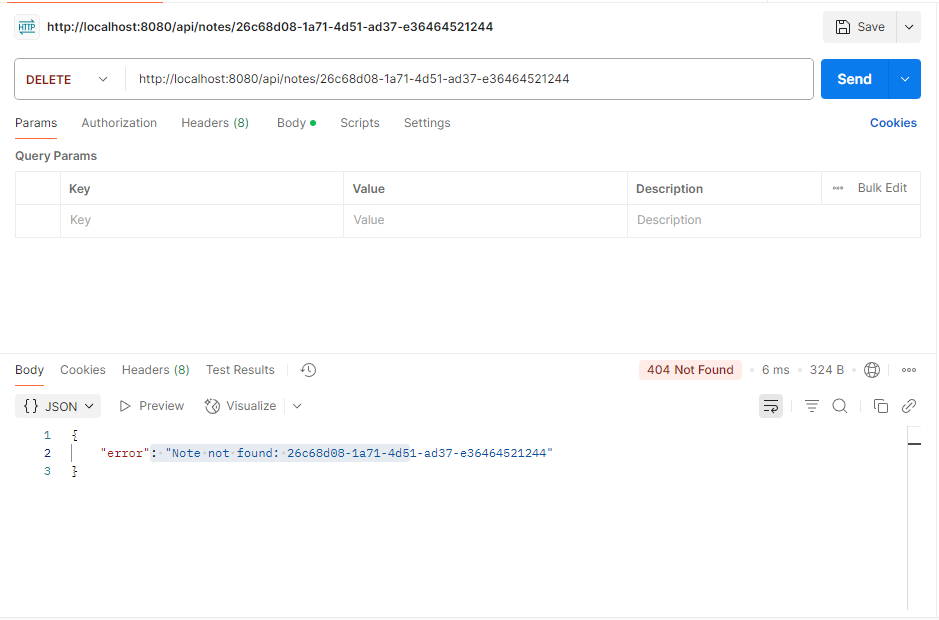 HTTP http://localhost:8080/api/notes/26c68d08-1a71-4d51-ad37-e36464521244 Save
DELETE http://localhost:8080/api/notes/26c68d08-1a71-4d51-ad37-e36464521244 Send
Params Authorization Headers (8) Body Scripts Settings Cookies
Query Params
Key Value Description Bulk Edit
Key Value Description
Body Cookies Headers (8) Test Results 404 Not Found 6 ms 324 B
{} JSON Preview Visualize
1 {
2 "error": "Note not found: 26c68d08-1a71-4d51-ad37-e36464521244"
3 }